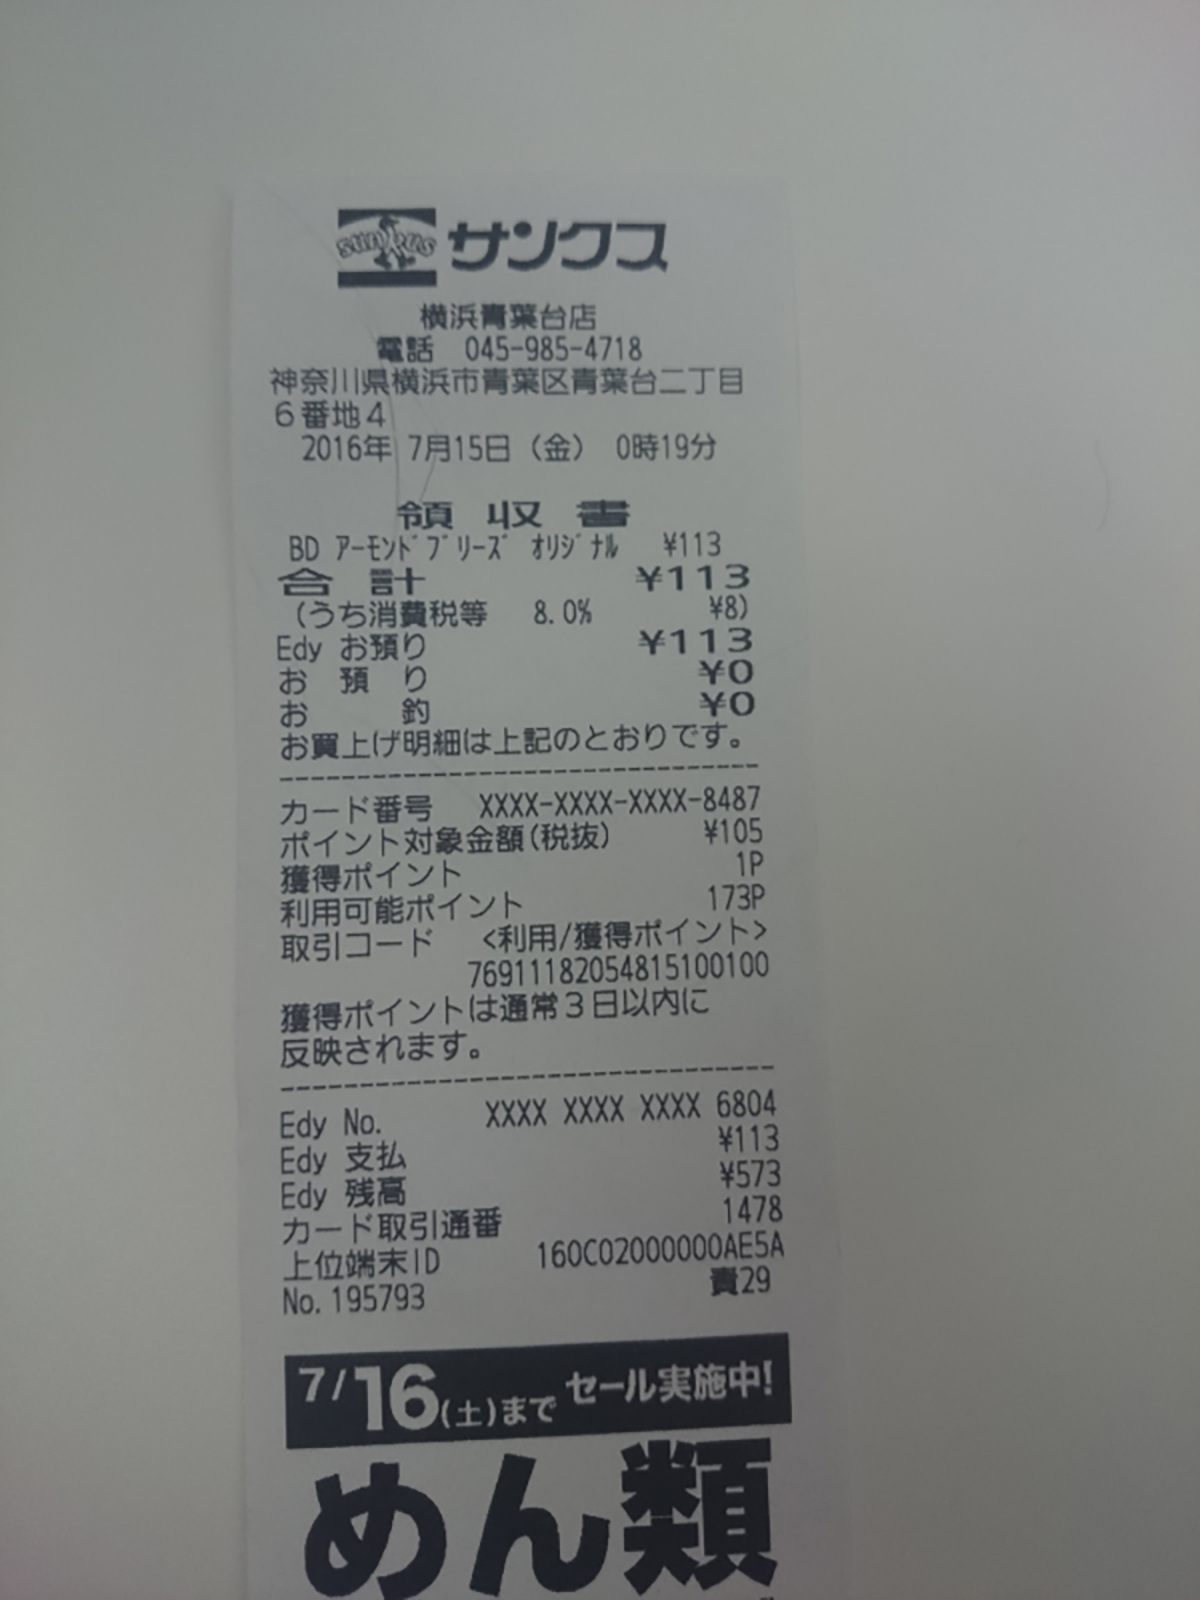 sunkus サンクス
横浜青葉台店
電話 045-985-4718
神奈川県横浜市青葉区青葉台二丁目
6番地4
2016年 7月15日（金） 0時19分
領収書
BD ｱｰﾓﾝﾄﾞﾌﾞﾘｰｽﾞ ｵﾘｼﾞﾅﾙ ¥113
合計 ¥113
（うち消費税等 8.0% ¥8）
Edy お預り ¥113
お預り ¥0
お釣 ¥0
お買上げ明細は上記のとおりです。
カード番号 XXXX-XXXX-XXXX-8487
ポイント対象金額(税抜) ¥105
獲得ポイント 1P
利用可能ポイント 173P
取引コード <利用/獲得ポイント>
76911182054815100100
獲得ポイントは通常3日以内に
反映されます。
Edy No. XXXX XXXX XXXX 6804
Edy 支払 ¥113
Edy 残高 ¥573
カード取引通番 1478
上位端末ID 160C02000000AE5A
No.195793 責29
7/16(土)まで セール実施中!
めん類